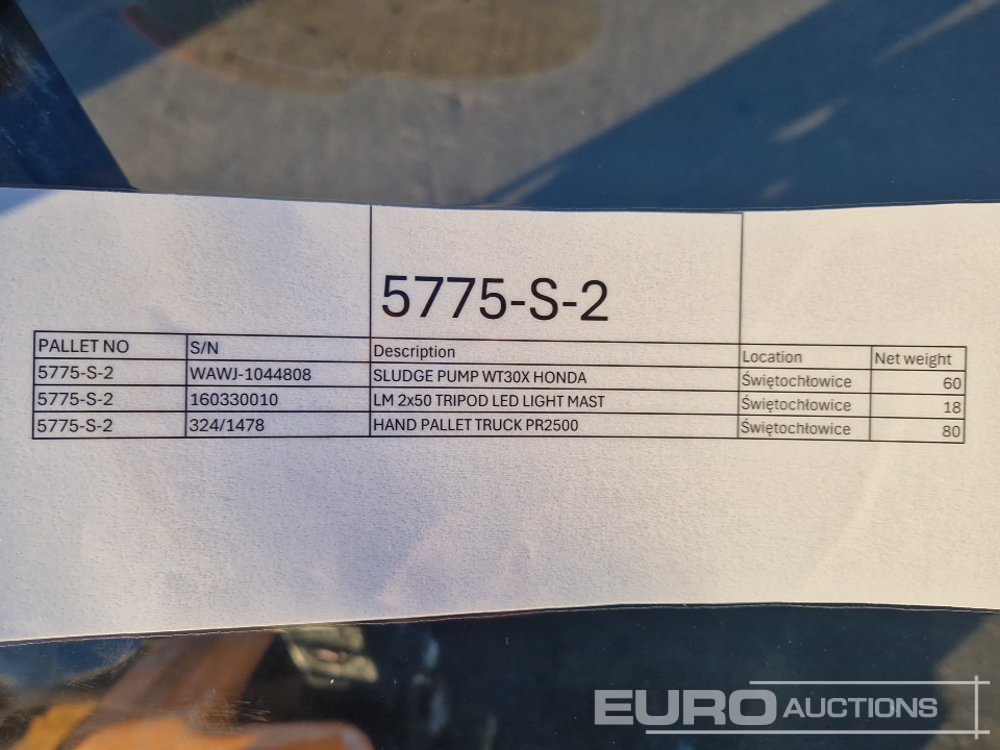 5775-S-2
PALLET NO S/N Description Location Net weight
5775-S-2 WAWJ-1044808 SLUDGE PUMP WT30X HONDA Świętochłowice 60
5775-S-2 160330010 LM 2x50 TRIPOD LED LIGHT MAST Świętochłowice 18
5775-S-2 324/1478 HAND PALLET TRUCK PR2500 Świętochłowice 80
EURO AUCTIONS